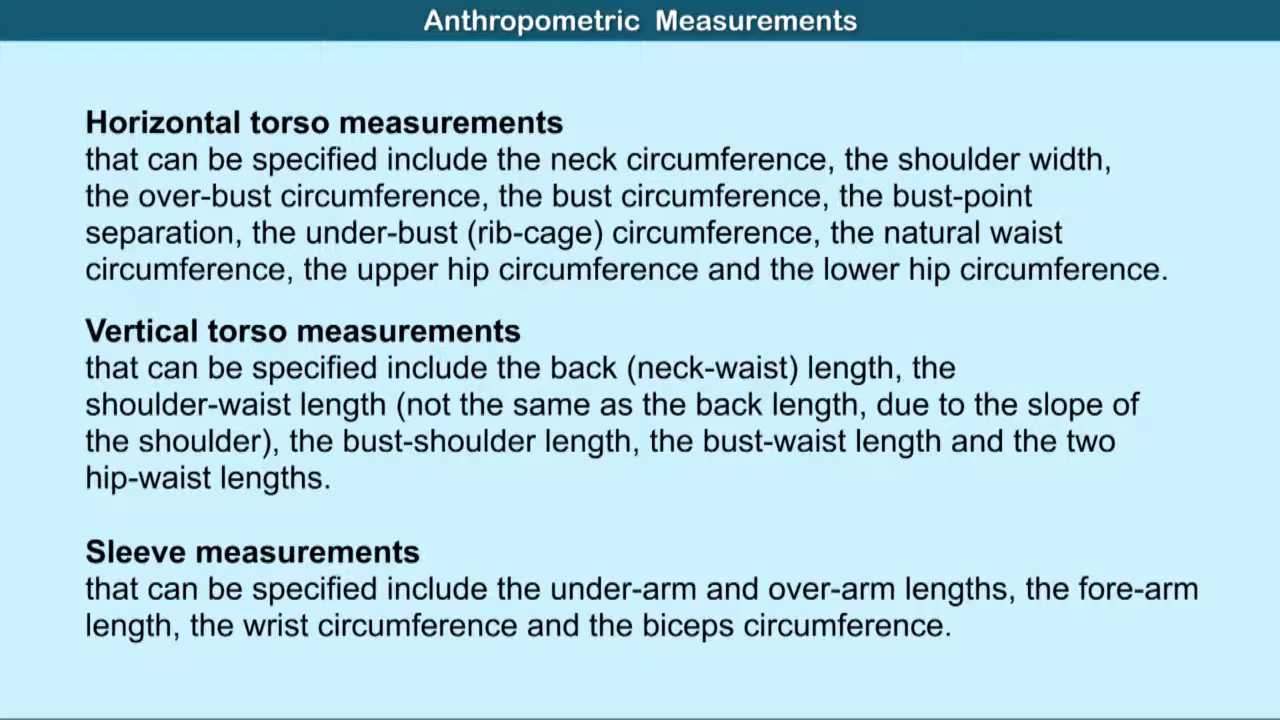 Anthropometric Measurements
Horizontal torso measurements
that can be specified include the neck circumference, the shoulder width,
the over-bust circumference, the bust circumference, the bust-point
separation, the under-bust (rib-cage) circumference, the natural waist
circumference, the upper hip circumference and the lower hip circumference.
Vertical torso measurements
that can be specified include the back (neck-waist) length, the
shoulder-waist length (not the same as the back length, due to the slope of
the shoulder), the bust-shoulder length, the bust-waist length and the two
hip-waist lengths.
Sleeve measurements
that can be specified include the under-arm and over-arm lengths, the fore-arm
length, the wrist circumference and the biceps circumference.